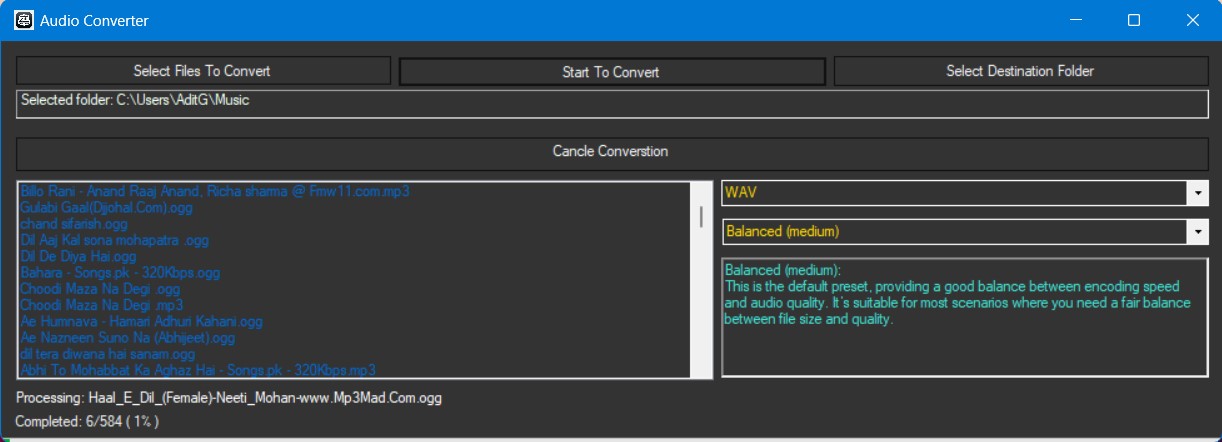 Audio Converter
Select Files To Convert
Start To Convert
Select Destination Folder
Selected folder: C:\Users\AditG\Music
Cancle Converstion
Billo Rani - Anand Raaj Anand, Richa sharma @ Fmw11.com.mp3
Gulabi Gaal(Djjohal.Com).ogg
chand sifarish.ogg
Dil Aaj Kal sona mohapatra .ogg
Dil De Diya Hai.ogg
Bahara - Songs.pk - 320Kbps.ogg
Choodi Maza Na Degi .ogg
Choodi Maza Na Degi .mp3
Ae Humnava - Hamari Adhuri Kahani.ogg
Ae Nazneen Suno Na (Abhijeet).ogg
dil tera diwana hai sanam.ogg
Abhi To Mohabbat Ka Aghaz Hai - Songs.pk - 320Kbps.mp3
WAV
Balanced (medium)
Balanced (medium):
This is the default preset, providing a good balance between encoding speed
and audio quality. It's suitable for most scenarios where you need a fair balance
between file size and quality.
Processing: Haal_E_Dil_(Female)-Neeti_Mohan-www.Mp3Mad.Com.ogg
Completed: 6/584 ( 1% )